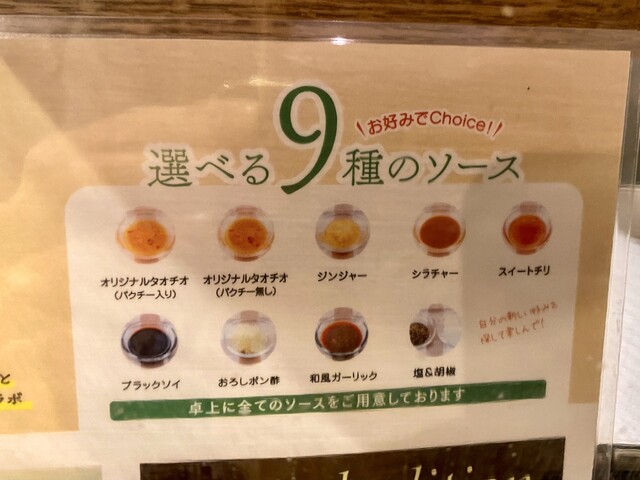 \お好みでChoice!/
選べる9種のソース
オリジナルタオチオ
(パクチー入り)
オリジナルタオチオ
(パクチー無し)
ジンジャー
シラチャー
スイートチリ
ブラックソイ
おろしポン酢
和風ガーリック
塩&胡椒
自分の新しい好みを
探して楽しんで!
卓上に全てのソースをご用意しております
と
ラボ